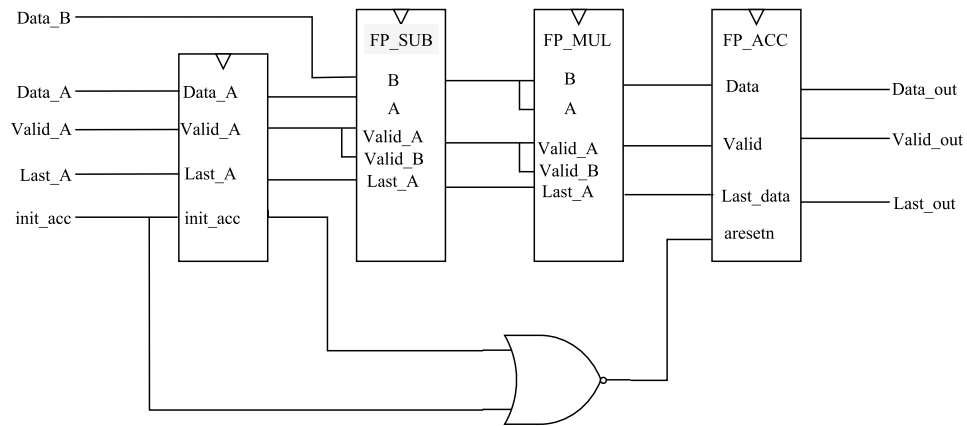 Data_B
Data_A
Valid_A
Last_A
init_acc
Data_A
Valid_A
Last_A
init_acc
FP_SUB
B
A
Valid_A
Valid_B
Last_A
FP_MUL
B
A
Valid_A
Valid_B
Last_A
FP_ACC
Data
Valid
Last_data
aresetn
Data_out
Valid_out
Last_out